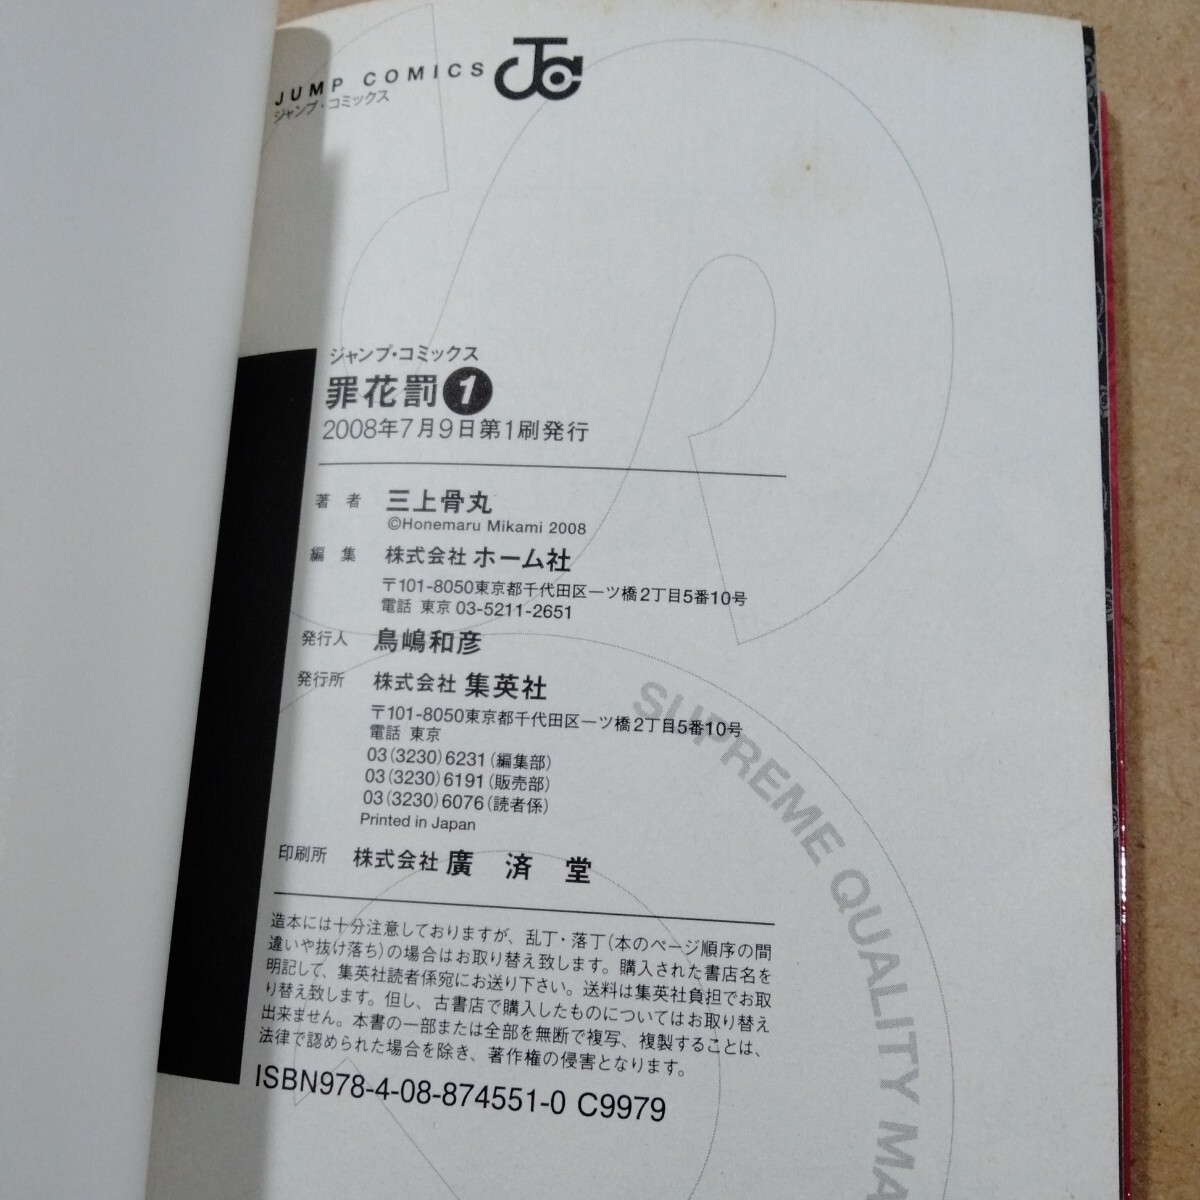 JUMP COMICS
ジャンプ・コミックス
ジャンプ・コミックス
罪花罰1
2008年7月9日第1刷発行
著者 三上骨丸
©Honemaru Mikami 2008
編集 株式会社 ホーム社
〒101-8050東京都千代田区一ツ橋2丁目5番10号
電話 東京 03-5211-2651
発行人 鳥嶋和彦
発行所 株式会社 集英社
〒101-8050東京都千代田区一ツ橋2丁目5番10号
電話 東京
03(3230)6231(編集部)
03(3230)6191(販売部)
03(3230)6076(読者係)
Printed in Japan
印刷所 株式会社 廣済堂
造本には十分注意しておりますが、乱丁・落丁(本のページ順序の間
違いや抜け落ち)の場合はお取り替え致します。購入された書店名を
明記して、集英社読者係宛にお送り下さい。送料は集英社負担でお取
り替え致します。但し、古書店で購入したものについてはお取り替え
出来ません。本書の一部または全部を無断で複写、複製することは、
法律で認められた場合を除き、著作権の侵害となります。
ISBN978-4-08-874551-0 C9979
SUPREME QUALITY MA